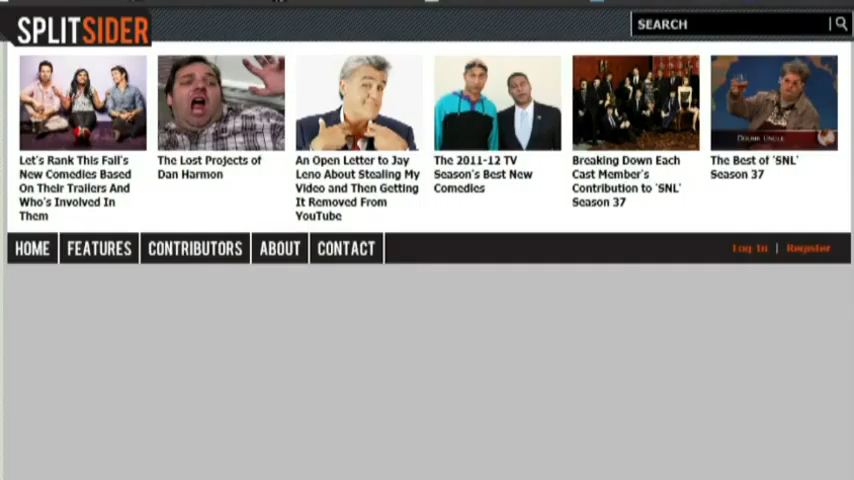 SPLITSIDER
SEARCH
Let's Rank This Fall's
New Comedies Based
On Their Trailers And
Who's Involved In
Them
The Lost Projects of
Dan Harmon
An Open Letter to Jay
Leno About Stealing My
Video and Then Getting
It Removed From
YouTube
The 2011-12 TV
Season's Best New
Comedies
Breaking Down Each
Cast Member's
Contribution to 'SNL'
Season 37
The Best of 'SNL'
Season 37
HOME
FEATURES
CONTRIBUTORS
ABOUT
CONTACT
Log In | Register